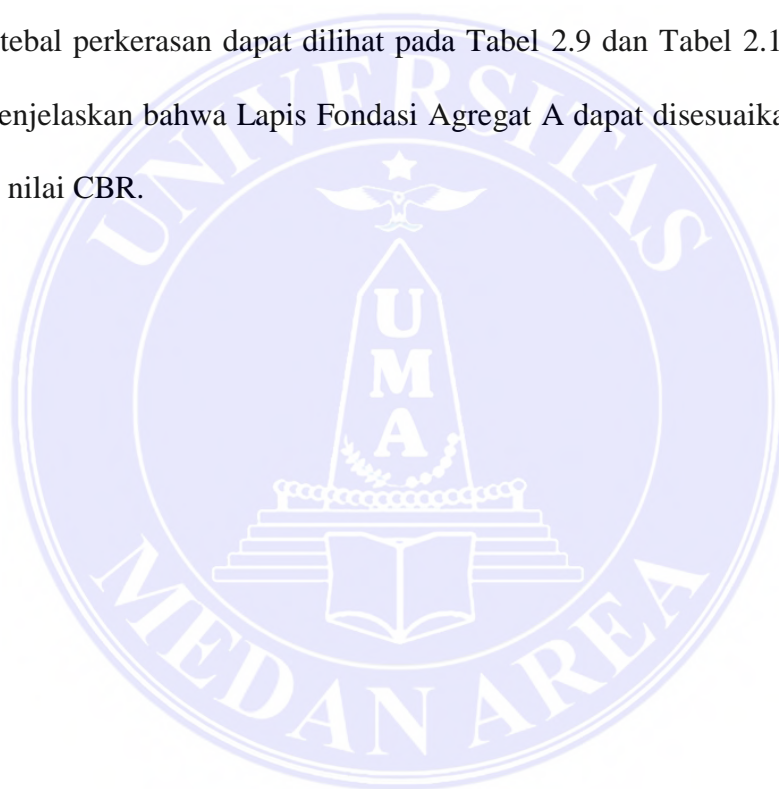 tebal perkerasan dapat dilihat pada Tabel 2.9 dan Tabel 2.1
enjelaskan bahwa Lapis Fondasi Agregat A dapat disesuaika
nilai CBR.
UNIVERSITAS
U
M
A
MEDAN AREA